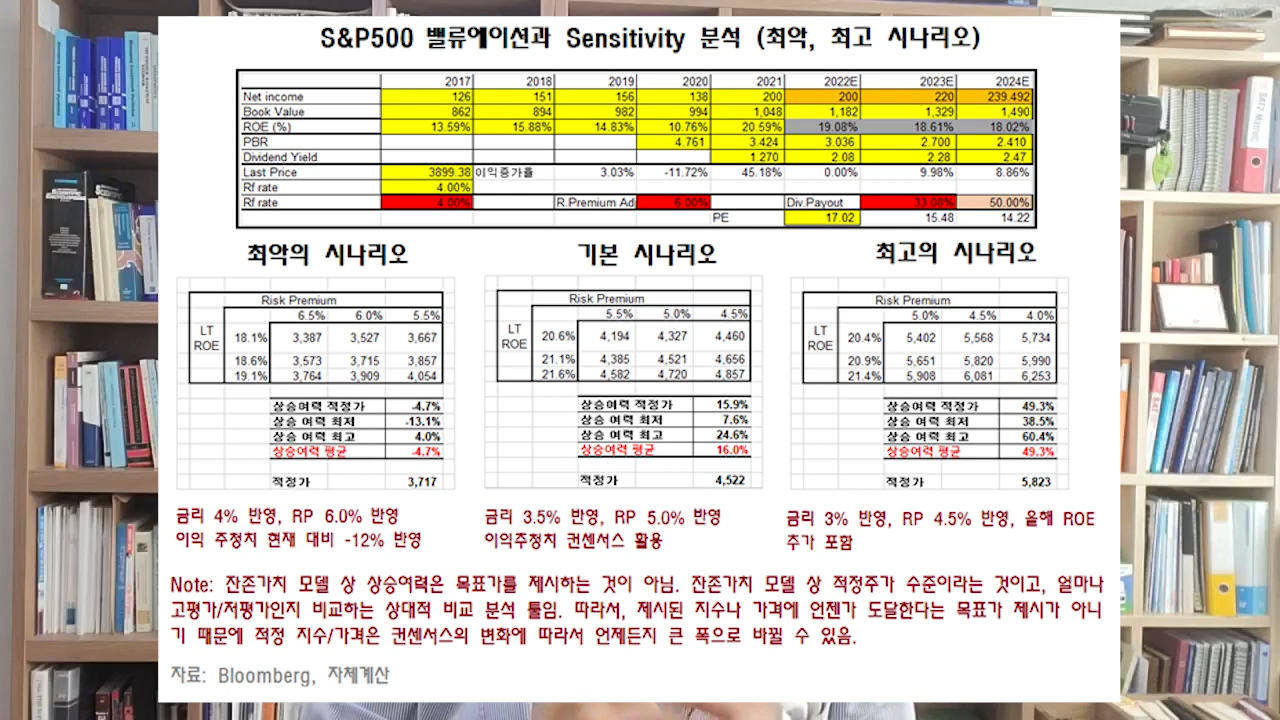 S&P500 밸류에이션과 Sensitivity 분석 (최악, 최고 시나리오)
2017 2018 2019 2020 2021 2022E 2023E 2024E
Net income 126 151 156 138 200 200 220 239.492
Book Value 862 894 982 994 1,048 1,182 1,329 1,490
ROE (%) 13.59% 15.88% 14.83% 10.76% 20.59% 19.08% 18.61% 18.02%
PBR 4.761 3.424 3.036 2.700 2.410
Dividend Yield 1.270 2.08 2.28 2.47
Last Price 3899.38 이익증가율 3.03% -11.72% 45.18% 0.00% 9.98% 8.86%
Rf rate 4.00%
Rf rate 4.00% R.Premium Ad 6.00% Div.Payout 33.08% 50.00%
PE 17.02 15.48 14.22
최악의 시나리오
Risk Premium
6.5% 6.0% 5.5%
LT ROE
18.1% 3,387 3,527 3,667
18.6% 3,573 3,715 3,857
19.1% 3,764 3,909 4,054
상승여력 적정가 -4.7%
상승 여력 최저 -13.1%
상승 여력 최고 4.0%
상승여력 평균 -4.7%
적정가 3,717
금리 4% 반영, RP 6.0% 반영
이익 추정치 현재 대비 -12% 반영
기본 시나리오
Risk Premium
5.5% 5.0% 4.5%
LT ROE
20.6% 4,194 4,327 4,460
21.1% 4,385 4,521 4,656
21.6% 4,582 4,720 4,857
상승여력 적정가 15.9%
상승 여력 최저 7.6%
상승 여력 최고 24.6%
상승여력 평균 16.0%
적정가 4,522
금리 3.5% 반영, RP 5.0% 반영
이익추정치 컨센서스 활용
최고의 시나리오
Risk Premium
5.0% 4.5% 4.0%
LT ROE
20.4% 5,402 5,568 5,734
20.9% 5,651 5,820 5,990
21.4% 5,908 6,081 6,253
상승여력 적정가 49.3%
상승 여력 최저 38.5%
상승 여력 최고 60.4%
상승여력 평균 49.3%
적정가 5,823
금리 3% 반영, RP 4.5% 반영, 올해 ROE
추가 포함
Note: 잔존가치 모델 상 상승여력은 목표가를 제시하는 것이 아님. 잔존가치 모델 상 적정주가 수준이라는 것이고, 얼마나
고평가/저평가인지 비교하는 상대적 비교 분석 툴임. 따라서, 제시된 지수나 가격에 언젠가 도달한다는 목표가 제시가 아니
기 때문에 적정 지수/가격은 컨센서스의 변화에 따라서 언제든지 큰 폭으로 바뀔 수 있음.
자료: Bloomberg, 자체계산